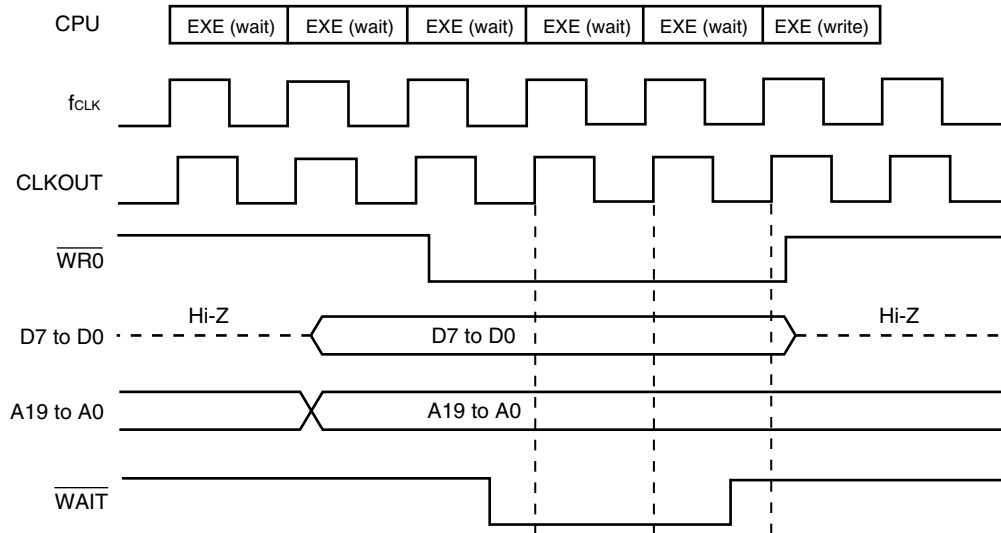 CPU EXE (wait) EXE (wait) EXE (wait) EXE (wait) EXE (wait) EXE (write)
fCLK
CLKOUT
WR0
Hi-Z Hi-Z
D7 to D0 D7 to D0
A19 to A0 A19 to A0
WAIT